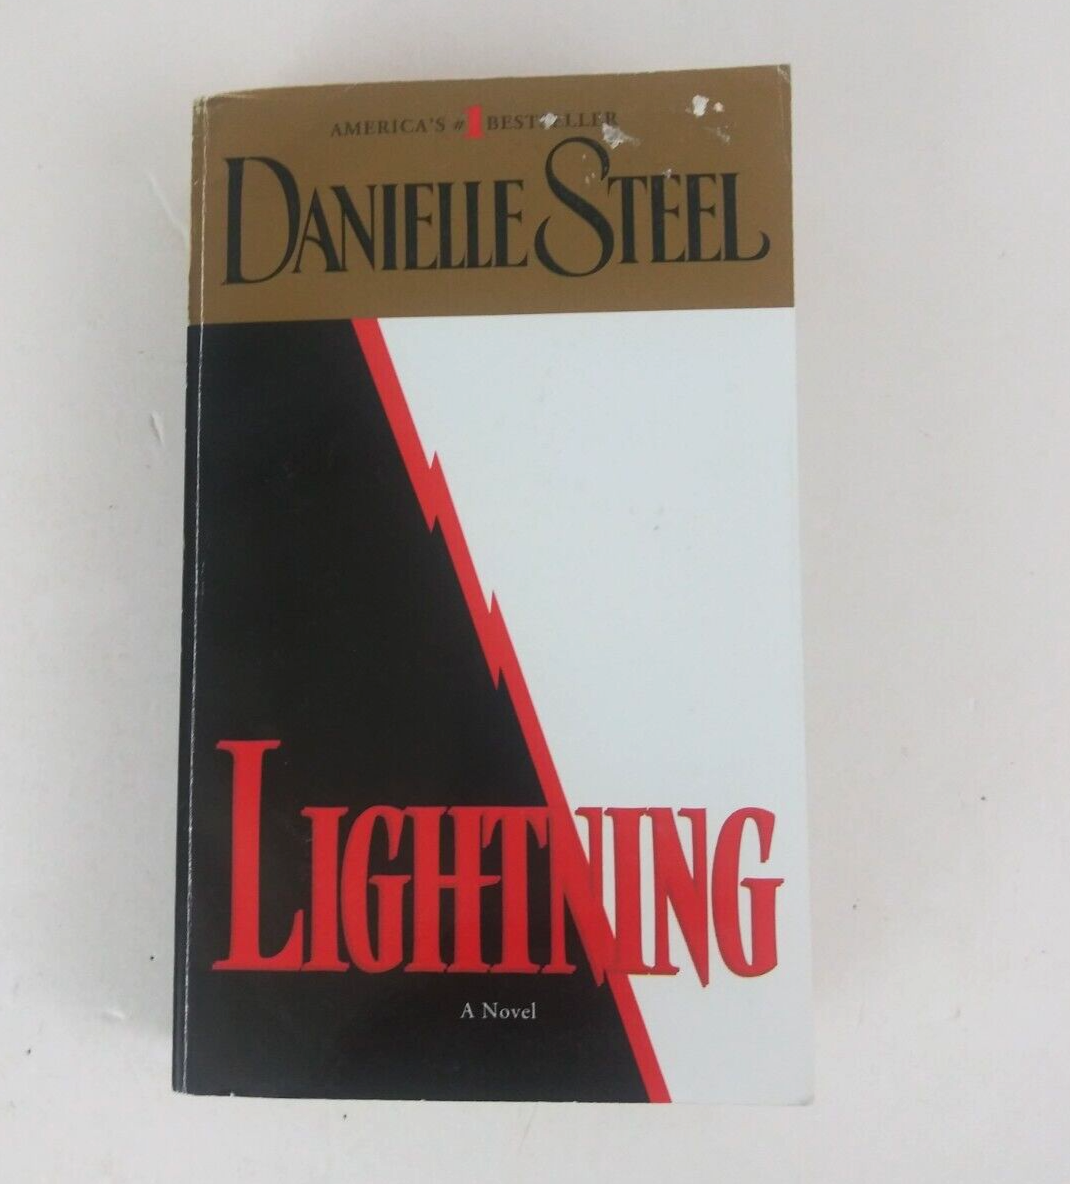 AMERICA'S #1 BESTSELLER
DANIELLE STEEL
LIGHTNING
A Novel